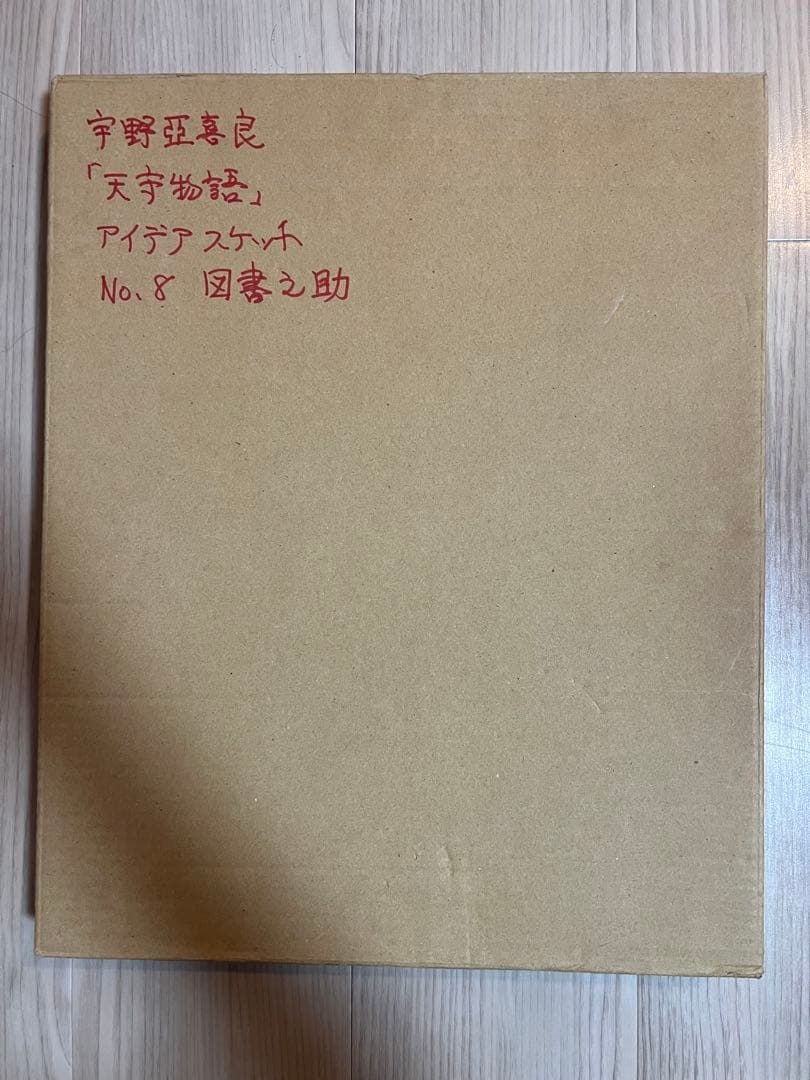 宇野亞喜良
「天守物語」
アイデアスケッチ
No.8 図書之助